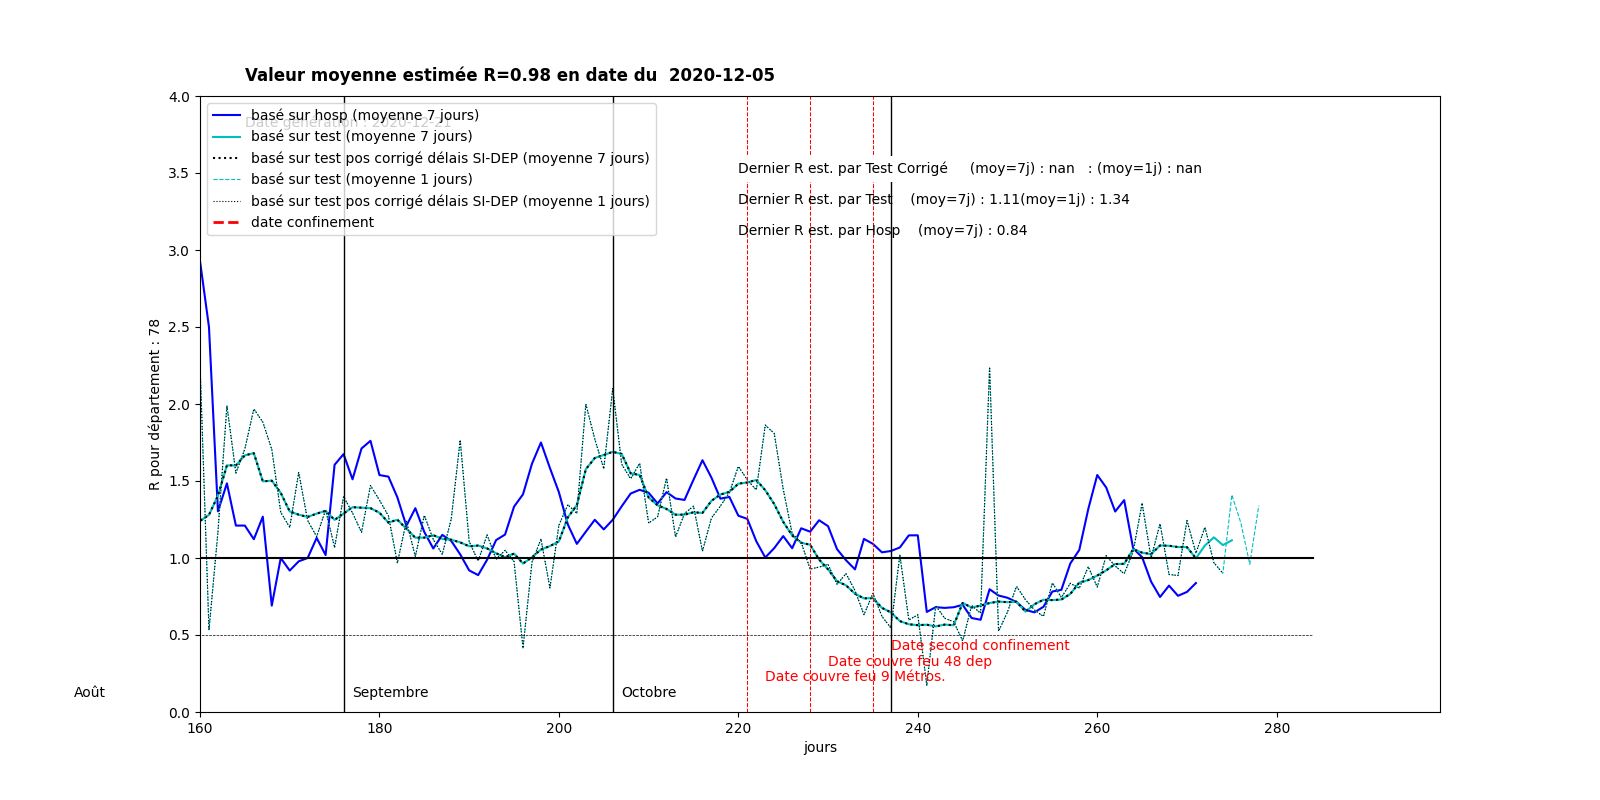 Valeur moyenne estimée R=0.98 en date du  2020-12-05
Date génération : 2020-12-21
basé sur hosp (moyenne 7 jours)
basé sur test (moyenne 7 jours)
basé sur test pos corrigé délais SI-DEP (moyenne 7 jours)
basé sur test (moyenne 1 jours)
basé sur test pos corrigé délais SI-DEP (moyenne 1 jours)
date confinement
Dernier R est. par Test Corrigé (moy=7j) : nan : (moy=1j) : nan
Dernier R est. par Test (moy=7j) : 1.11(moy=1j) : 1.34
Dernier R est. par Hosp (moy=7j) : 0.84
4.0
3.5
3.0
2.5
2.0
1.5
1.0
0.5
0.0
R pour département : 78
Date second confinement
Date couvre feu 48 dep
Date couvre feu 9 Métros.
Août
Septembre
Octobre
160 180 200 220 240 260 280
jours